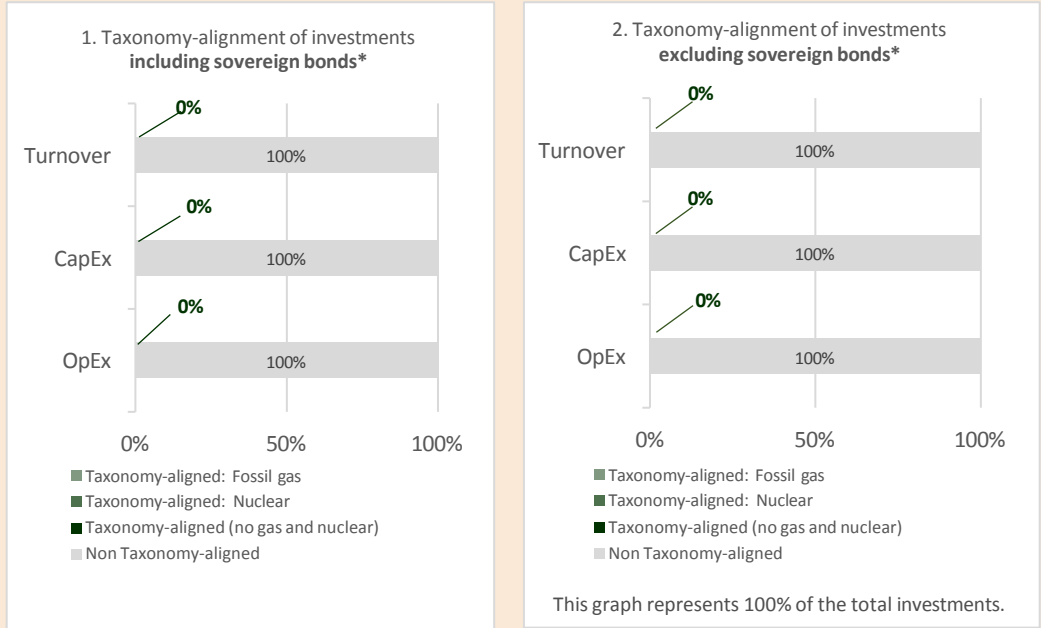 1. Taxonomy-alignment of investments
including sovereign bonds*
0%
Turnover
100%
0%
CapEx
100%
0%
OpEx
100%
0% 50% 100%
Taxonomy-aligned: Fossil gas
Taxonomy-aligned: Nuclear
Taxonomy-aligned (no gas and nuclear)
Non Taxonomy-aligned
2. Taxonomy-alignment of investments
excluding sovereign bonds*
0%
Turnover
100%
0%
CapEx
100%
0%
OpEx
100%
0% 50% 100%
Taxonomy-aligned: Fossil gas
Taxonomy-aligned: Nuclear
Taxonomy-aligned (no gas and nuclear)
Non Taxonomy-aligned
This graph represents 100% of the total investments.